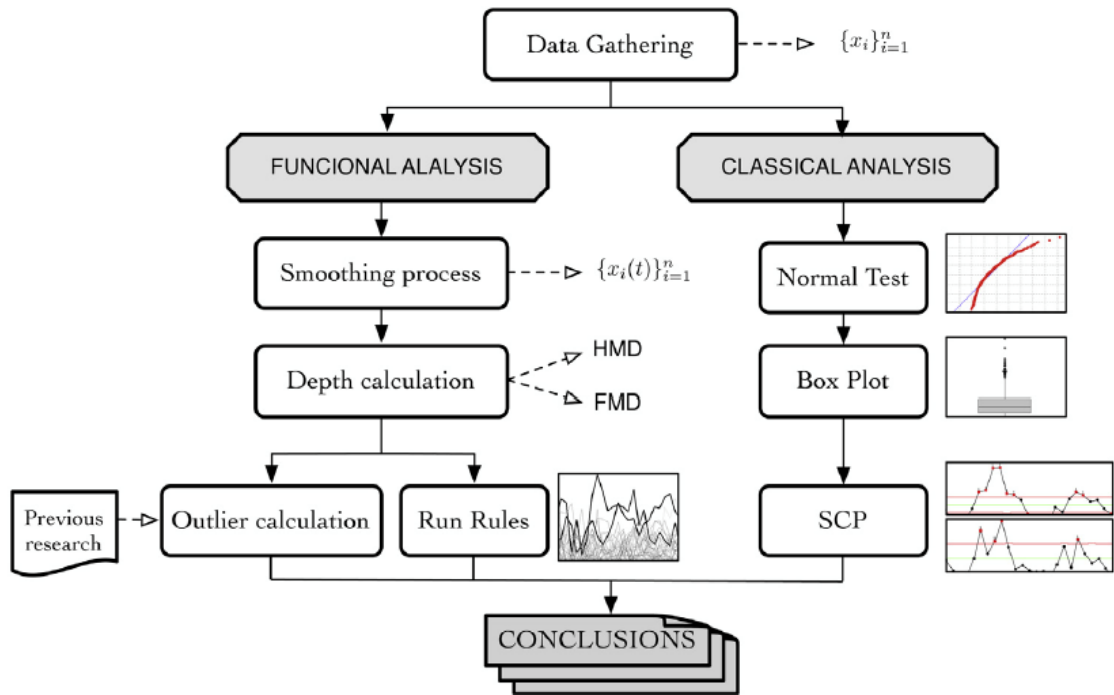 Data Gathering
$\{x_i\}_{i=1}^n$
FUNCIONAL ALALYSIS
CLASSICAL ANALYSIS
Smoothing process
$\{x_i(t)\}_{i=1}^n$
Normal Test
Depth calculation
HMD
FMD
Box Plot
Previous
research
Outlier calculation
Run Rules
SCP
CONCLUSIONS